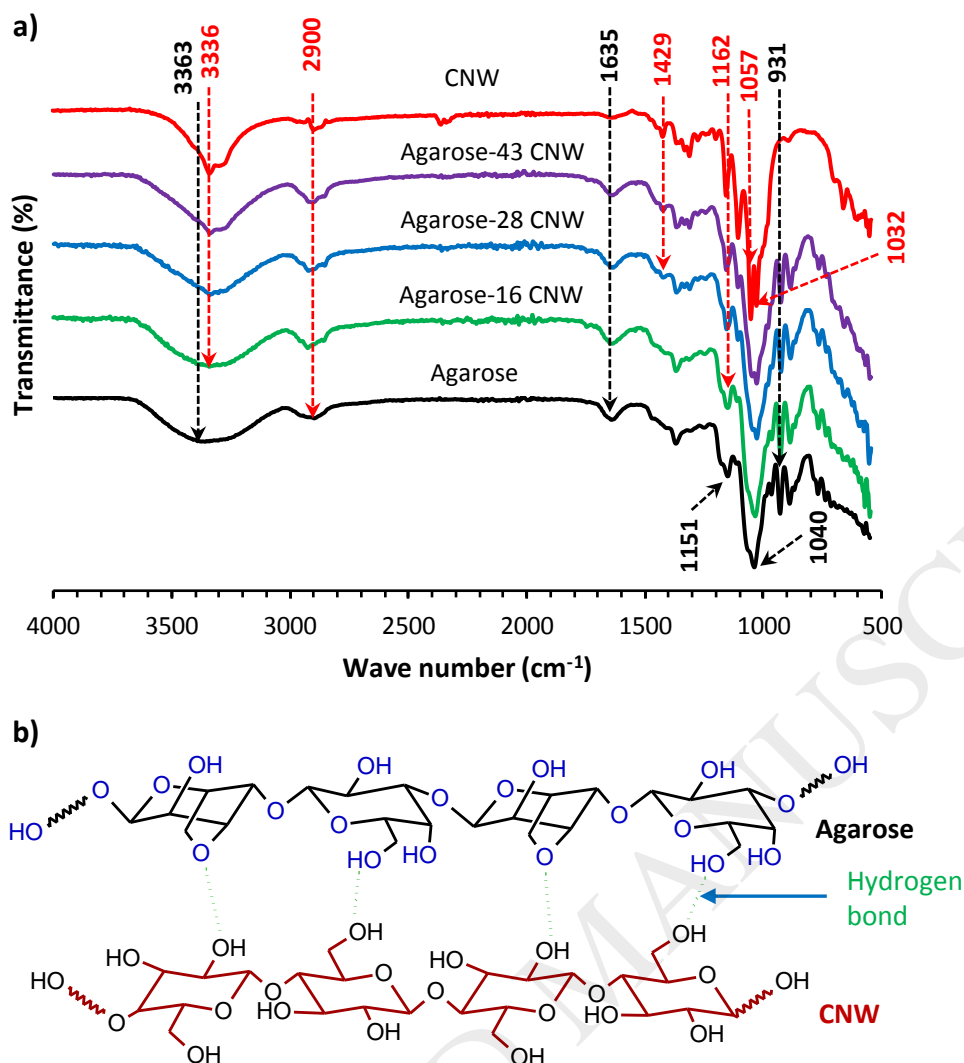 a)
3363
3336
2900
1635
1429
1162
1057
931
CNW
Agarose-43 CNW
Agarose-28 CNW
Agarose-16 CNW
Agarose
1032
1151
1040
Transmittance (%)
4000 3500 3000 2500 2000 1500 1000 500
Wave number (cm⁻¹)
b)
OH OH OH OH
O O O O O O O O
HO O HO HO O HO HO
Agarose
Hydrogen
bond
HO OH OH HO OH OH
HO O O O O O O O OH
O HO OH HO OH
OH OH
CNW
D MANUSC